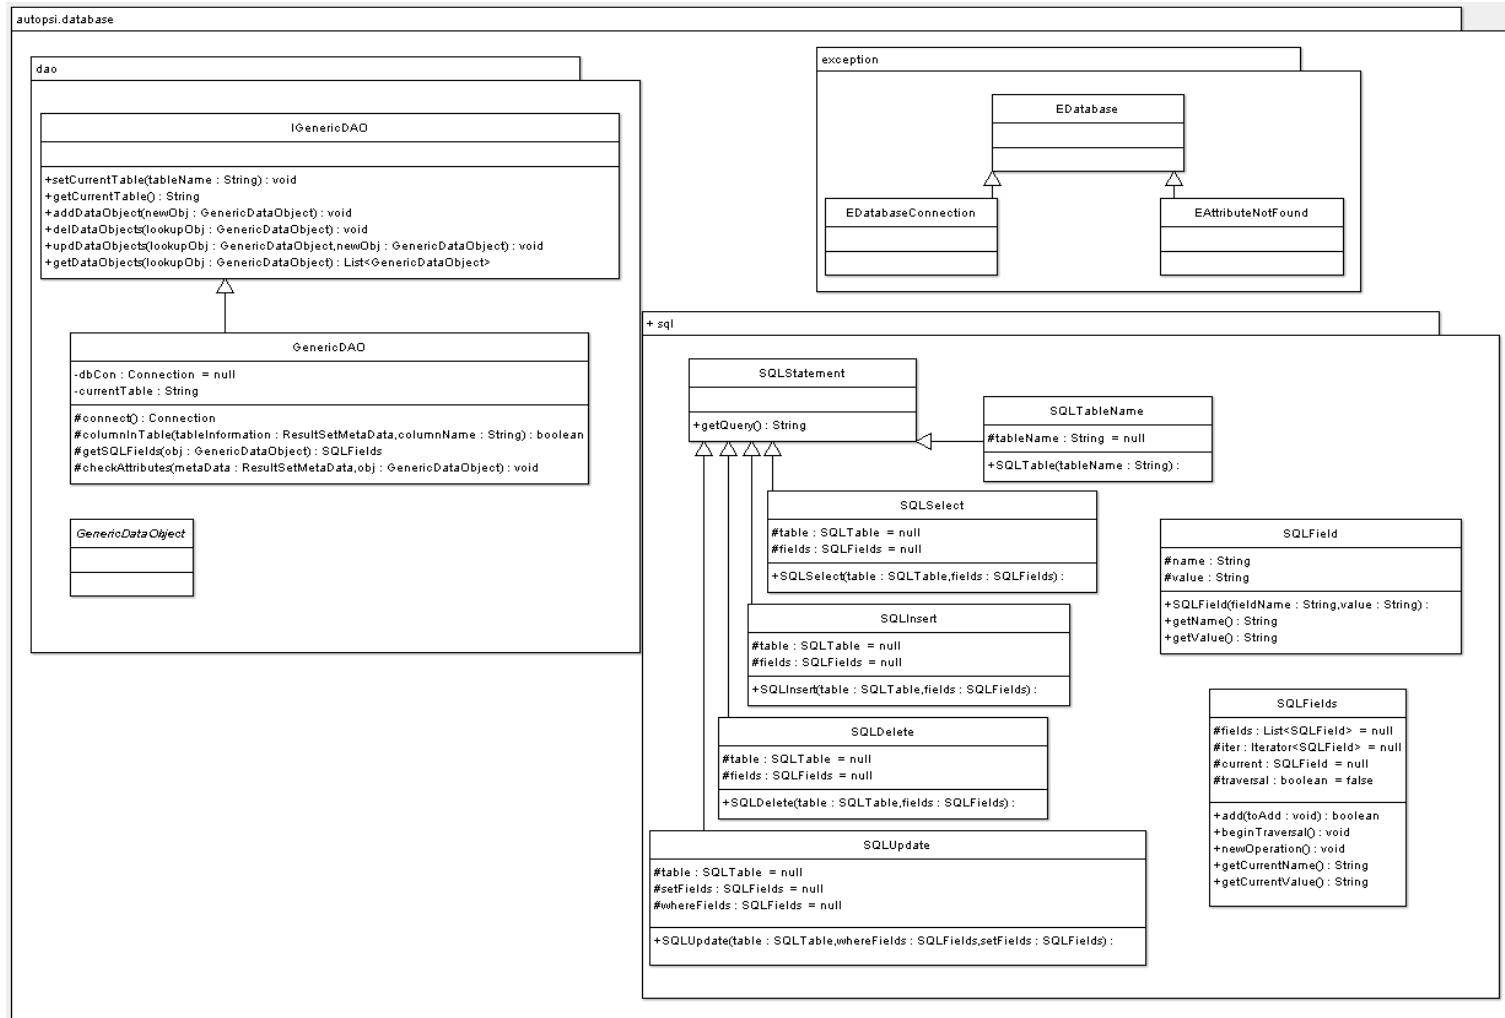 autopsi.database
dao
IGenericDAO
+setCurrentTable(tableName : String) : void
+getCurrentTable() : String
+addDataObject(newObj : GenericDataObject) : void
+delDataObjects(lookupObj : GenericDataObject) : void
+updDataObjects(lookupObj : GenericDataObject,newObj : GenericDataObject) : void
+getDataObjects(lookupObj : GenericDataObject) : List<GenericDataObject>
GenericDAO
-dbCon : Connection = null
-currentTable : String
#connect() : Connection
#columnInTable(tableInformation : ResultSetMetaData,columnName : String) : boolean
#getSQLFields(obj : GenericDataObject) : SQLFields
#checkAttributes(metaData : ResultSetMetaData,obj : GenericDataObject) : void
GenericDataObject
exception
EDatabase
EDatabaseConnection
EAttributeNotFound
+ sql
SQLStatement
+getQuery() : String
SQLTableName
#tableName : String = null
+SQLTable(tableName : String) :
SQLSelect
#table : SQLTable = null
#fields : SQLFields = null
+SQLSelect(table : SQLTable,fields : SQLFields) :
SQLInsert
#table : SQLTable = null
#fields : SQLFields = null
+SQLInsert(table : SQLTable,fields : SQLFields) :
SQLDelete
#table : SQLTable = null
#fields : SQLFields = null
+SQLDelete(table : SQLTable,fields : SQLFields) :
SQLUpdate
#table : SQLTable = null
#setFields : SQLFields = null
#whereFields : SQLFields = null
+SQLUpdate(table : SQLTable,whereFields : SQLFields,setFields : SQLFields) :
SQLField
#name : String
#value : String
+SQLField(fieldName : String,value : String) :
+getName() : String
+getValue() : String
SQLFields
#fields : List<SQLField> = null
#iter : Iterator<SQLField> = null
#current : SQLField = null
#traversal : boolean = false
+add(toAdd : void) : boolean
+beginTraversal() : void
+newOperation() : void
+getCurrentName() : String
+getCurrentValue() : String